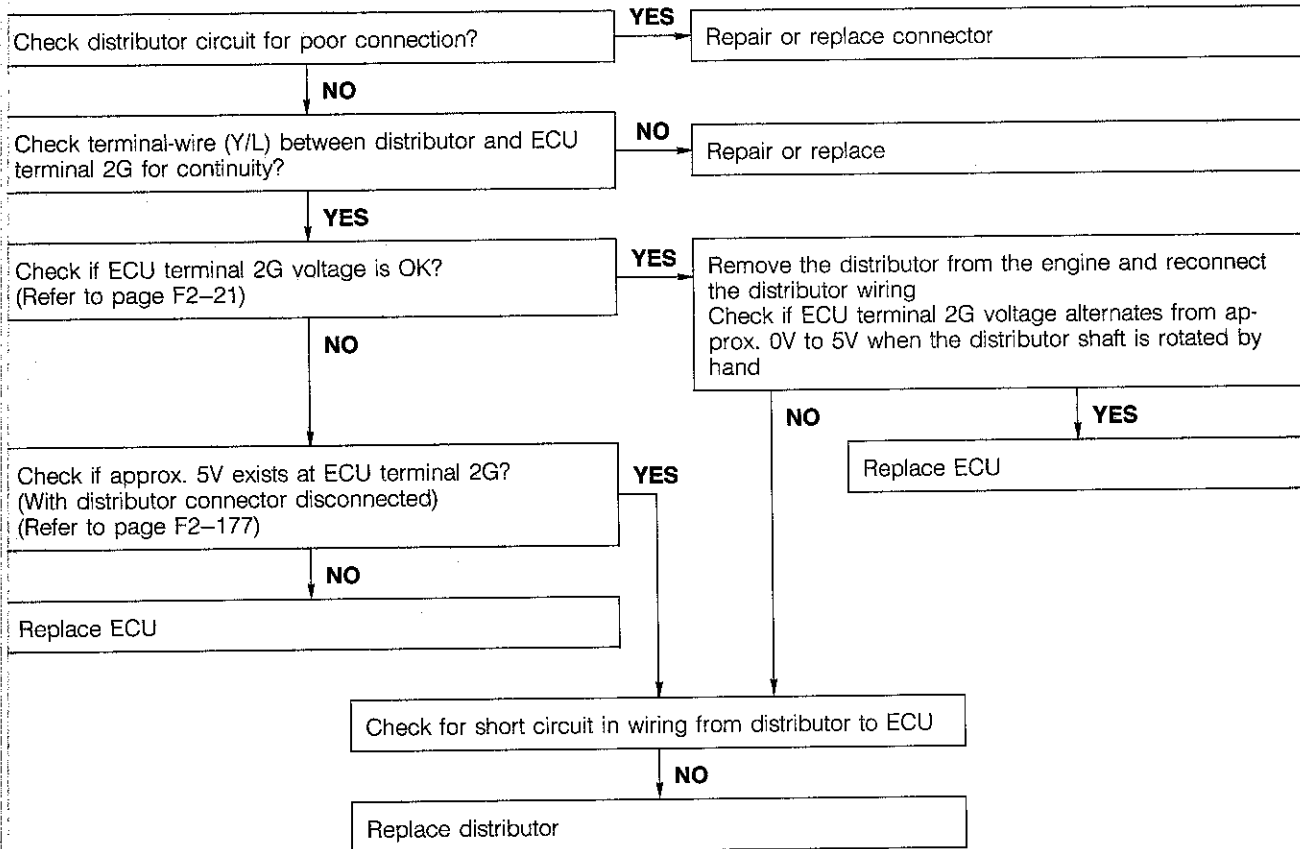 Check distributor circuit for poor connection?
YES
Repair or replace connector
NO
Check terminal-wire (Y/L) between distributor and ECU
terminal 2G for continuity?
NO
Repair or replace
YES
Check if ECU terminal 2G voltage is OK?
(Refer to page F2–21)
YES
Remove the distributor from the engine and reconnect
the distributor wiring
Check if ECU terminal 2G voltage alternates from ap-
prox. 0V to 5V when the distributor shaft is rotated by
hand
NO
NO
YES
Replace ECU
Check if approx. 5V exists at ECU terminal 2G?
(With distributor connector disconnected)
(Refer to page F2–177)
YES
NO
Replace ECU
Check for short circuit in wiring from distributor to ECU
NO
Replace distributor